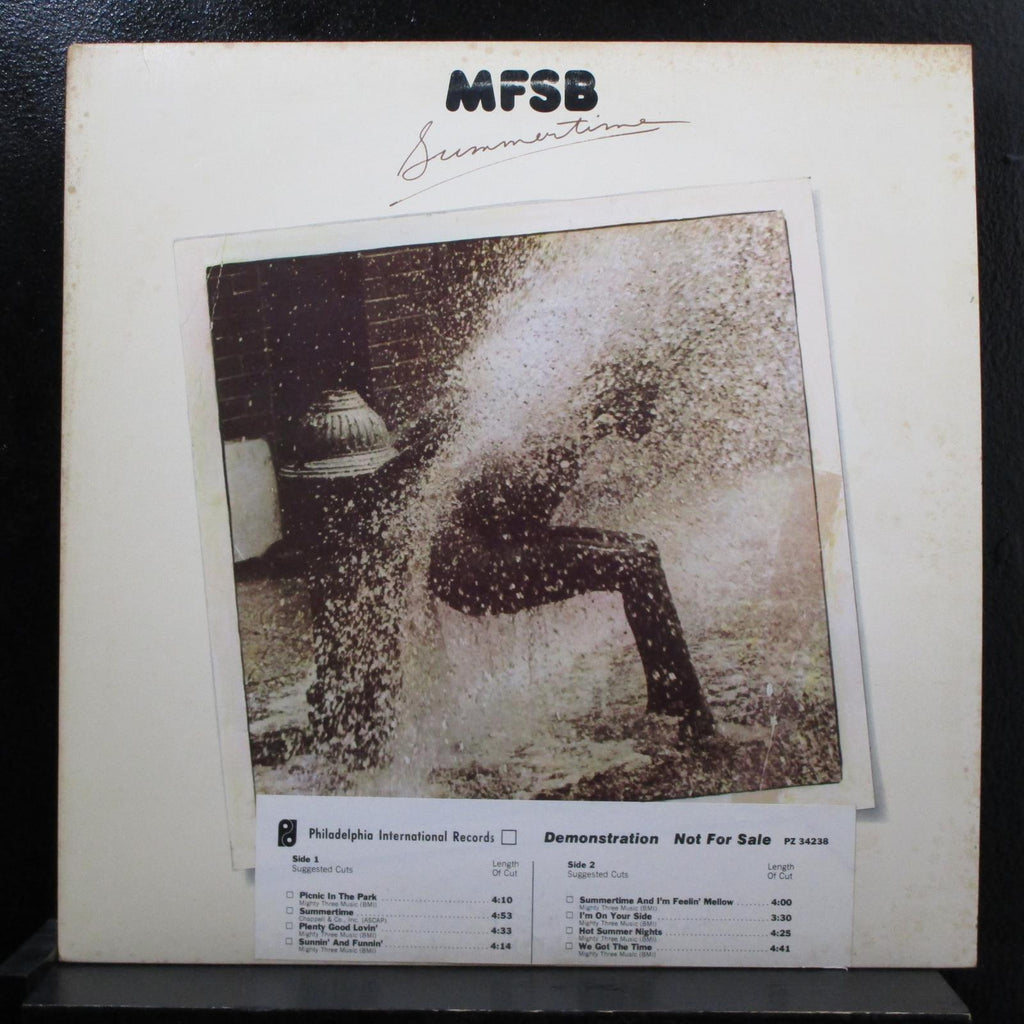 MFSB
Summertime
Philadelphia International Records
Demonstration Not For Sale PZ 34238
Side 1
Suggested Cuts
Length
Of Cut
Picnic In The Park 4:10
Mighty Three Music (BMI)
Summertime 4:53
Chappell & Co., Inc. (ASCAP)
Plenty Good Lovin' 4:33
Mighty Three Music (BMI)
Sunnin' And Funnin' 4:14
Mighty Three Music (BMI)
Side 2
Suggested Cuts
Length
Of Cut
Summertime And I'm Feelin' Mellow 4:00
Mighty Three Music (BMI)
I'm On Your Side 3:30
Mighty Three Music (BMI)
Hot Summer Nights 4:25
Mighty Three Music (BMI)
We Got The Time 4:41
Mighty Three Music (BMI)